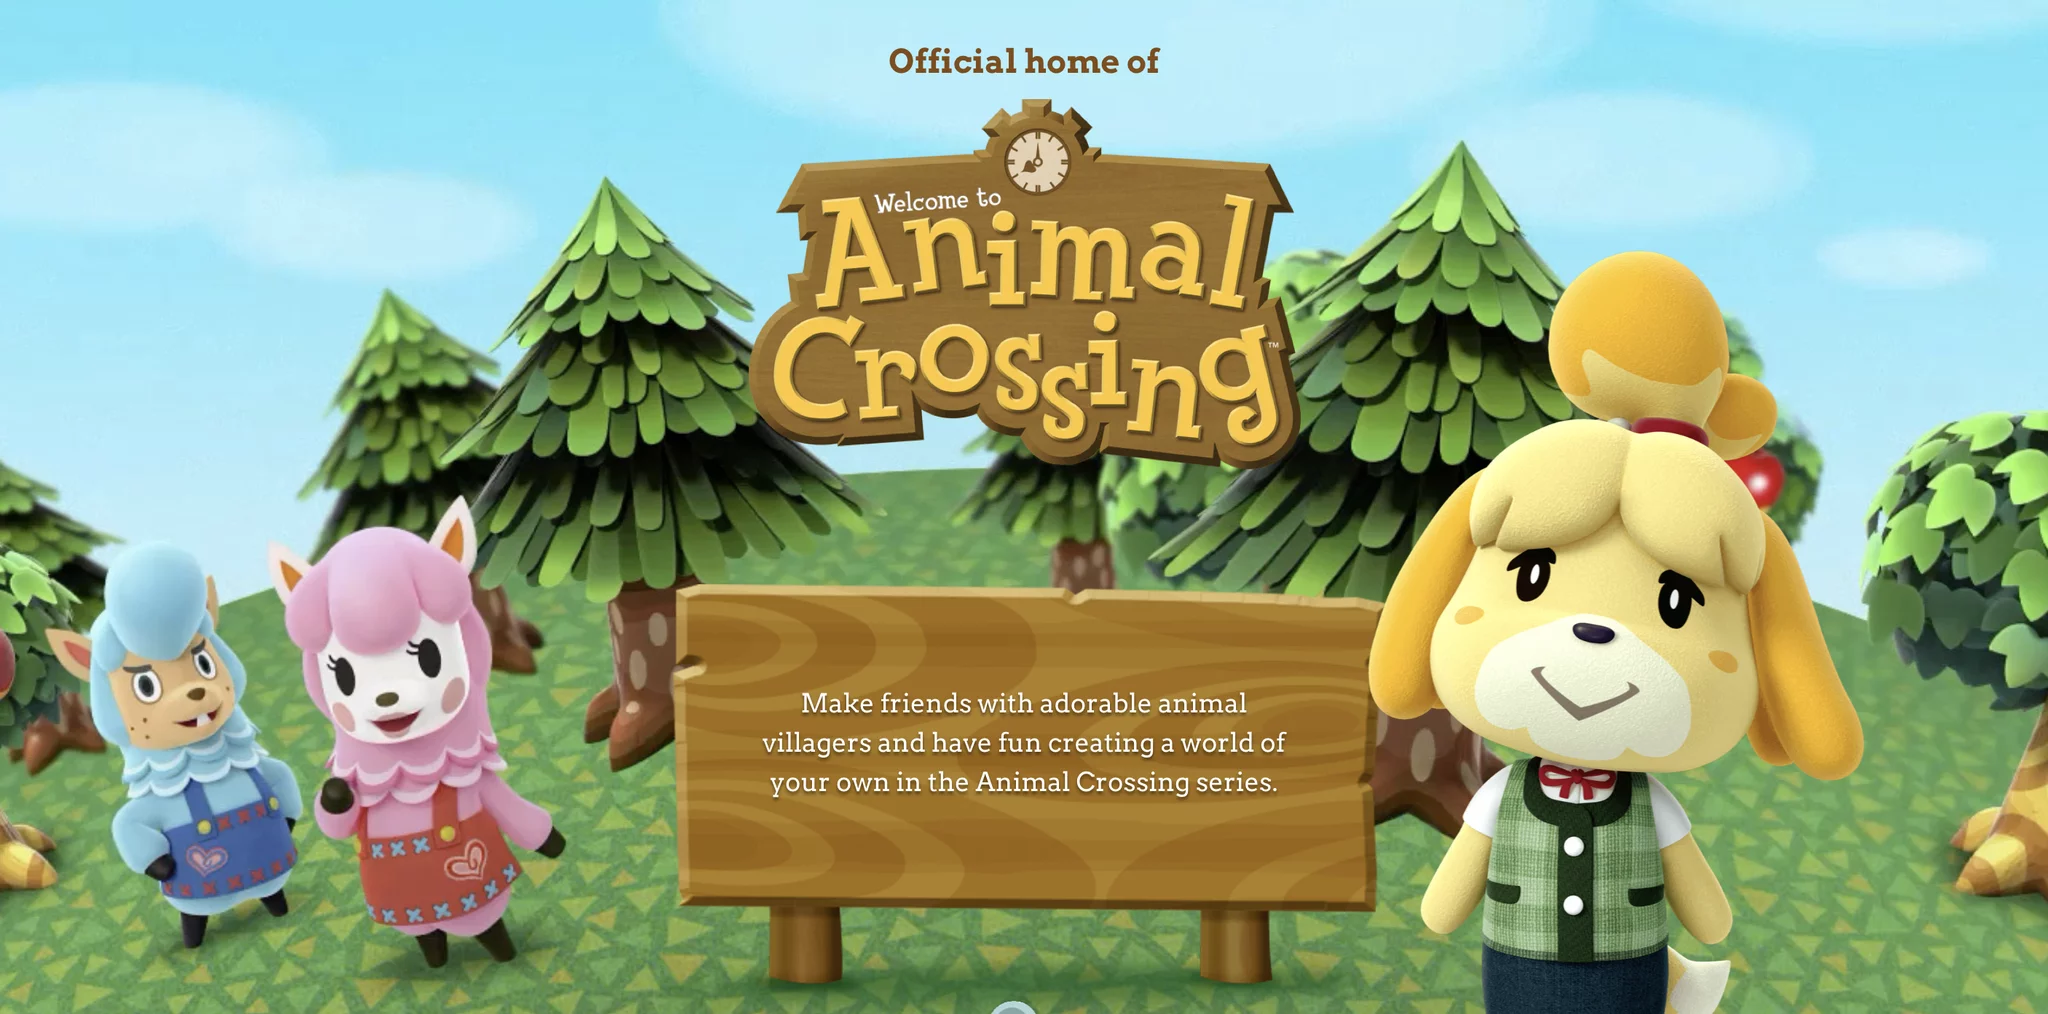 Official home of
Welcome to
Animal
Crossing™
Make friends with adorable animal
villagers and have fun creating a world of
your own in the Animal Crossing series.